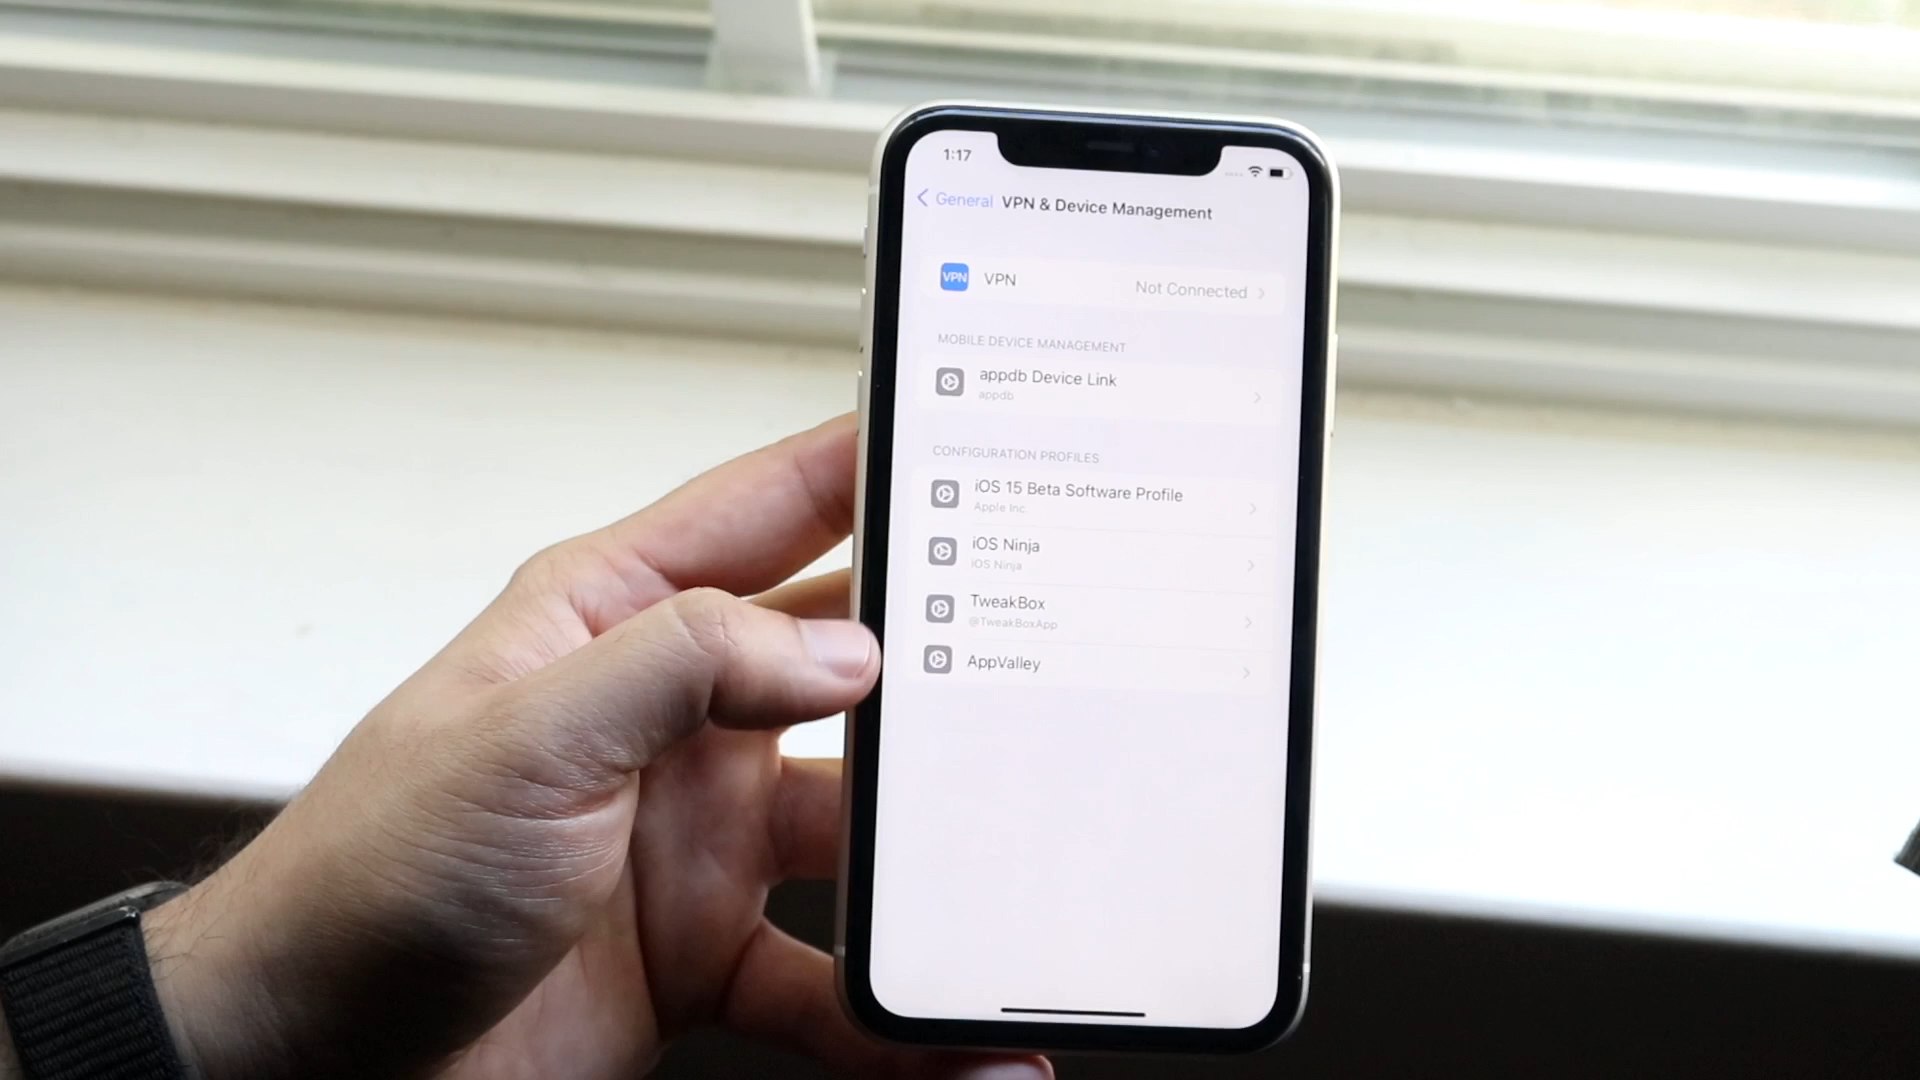 1:17
General VPN & Device Management
VPN VPN Not Connected
MOBILE DEVICE MANAGEMENT
appdb Device Link
appdb
CONFIGURATION PROFILES
iOS 15 Beta Software Profile
Apple Inc
iOS Ninja
iOS Ninja
TweakBox
@TweakBoxApp
AppValley